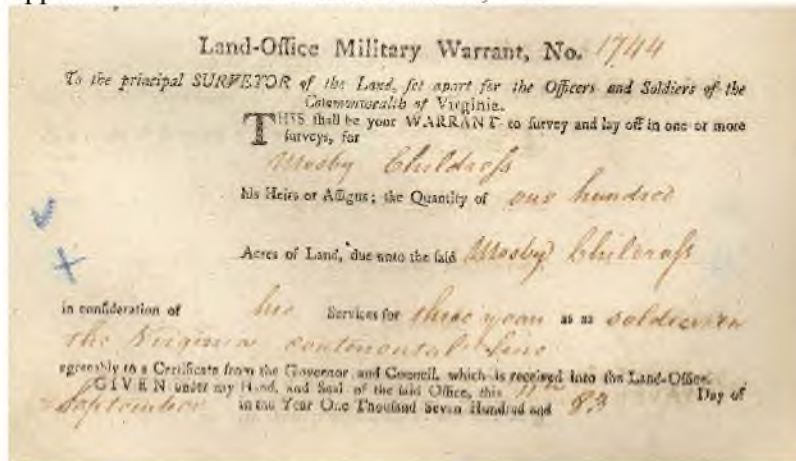 Land-Office Military Warrant, No. 1744
To the principal SURVEYOR of the Land, ſet apart for the Officers and Soldiers of the
Commonwealth of Virginia.
THIS ſhall be your WARRANT to ſurvey and lay off in one or more
ſurveys, for
Mosby Childreſs
his Heirs or Aſſigns; the Quantity of one hundred
Acres of Land, due unto the ſaid Mosby Childreſs
in conſideration of his Services for three years as a soldier in
the Virginia continental line
agreeably to a Certificate from the Governor and Council, which is received into the Land-Office.
GIVEN under my Hand, and Seal of the ſaid Office, this Day of
September in the Year One Thouſand Seven Hundred and 83